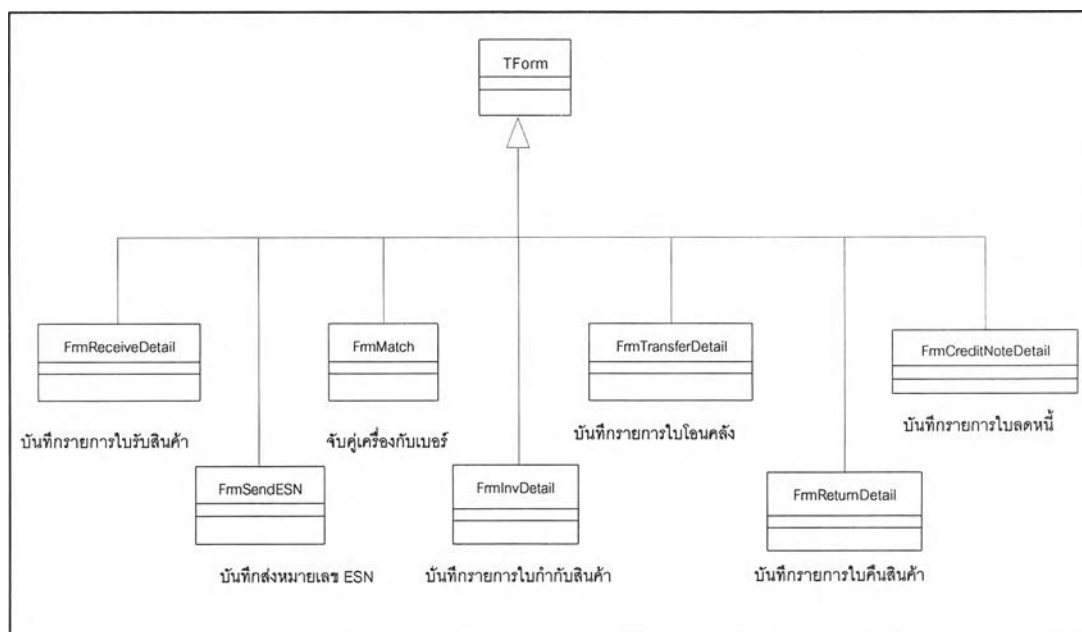 TForm
FrmReceiveDetail
FrmMatch
FrmTransferDetail
FrmCreditNoteDetail
บันทึกรายการใบรับสินค้า
จับคู่เครื่องกับเบอร์
บันทึกรายการใบโอนคลัง
บันทึกรายการใบลดหนี้
FrmSendESN
FrmInvDetail
FrmReturnDetail
บันทึกส่งหมายเลข ESN
บันทึกรายการใบกำกับสินค้า
บันทึกรายการใบคืนสินค้า